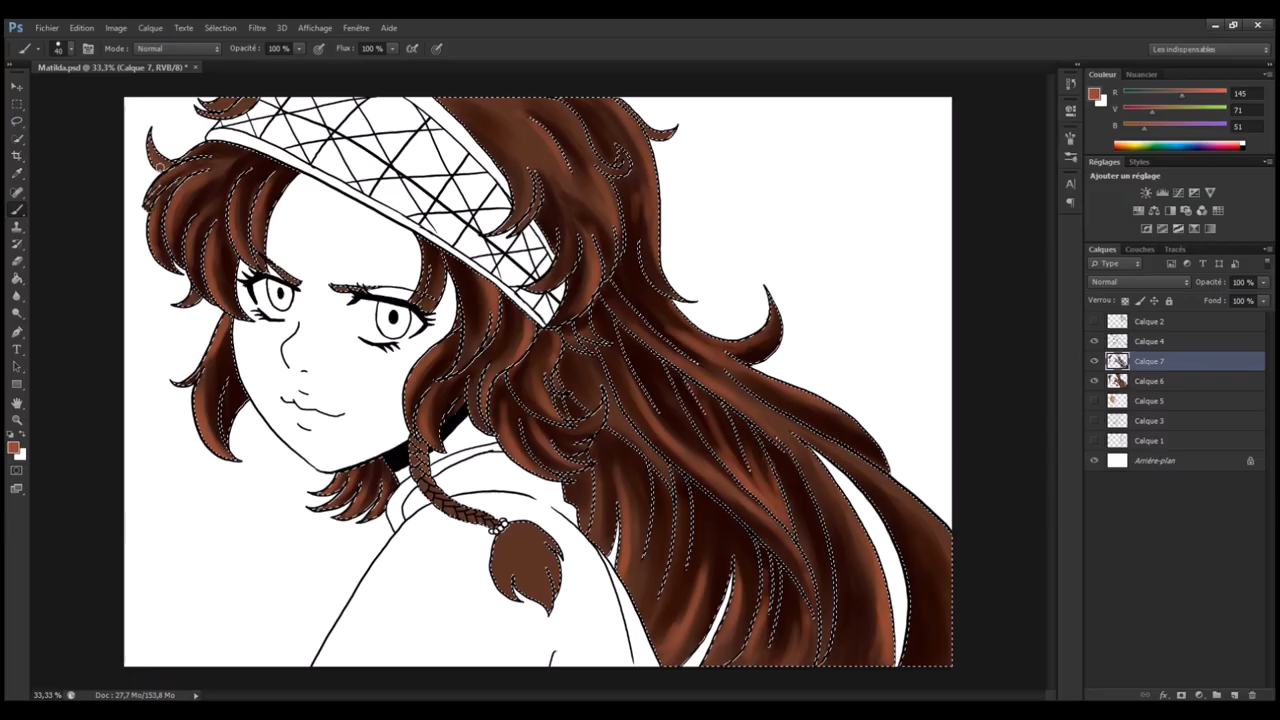 Ps Fichier Edition Image Calque Texte Sélection Filtre 3D Affichage Fenêtre Aide
40 Mode : Normal Opacité : 100 % Flux : 100 % Les indispensables
Matilda.psd @ 33,3% (Calque 7, RVB/8) * ×
Couleur Nuancier
R 145
V 71
B 51
Réglages Styles
Ajouter un réglage
Calques Couches Tracés
Type
Normal Opacité : 100 %
Verrou : Fond : 100 %
Calque 2
Calque 4
Calque 7
Calque 6
Calque 5
Calque 3
Calque 1
Arrière-plan
33,33 % Doc : 27,7 Mo/153,8 Mo